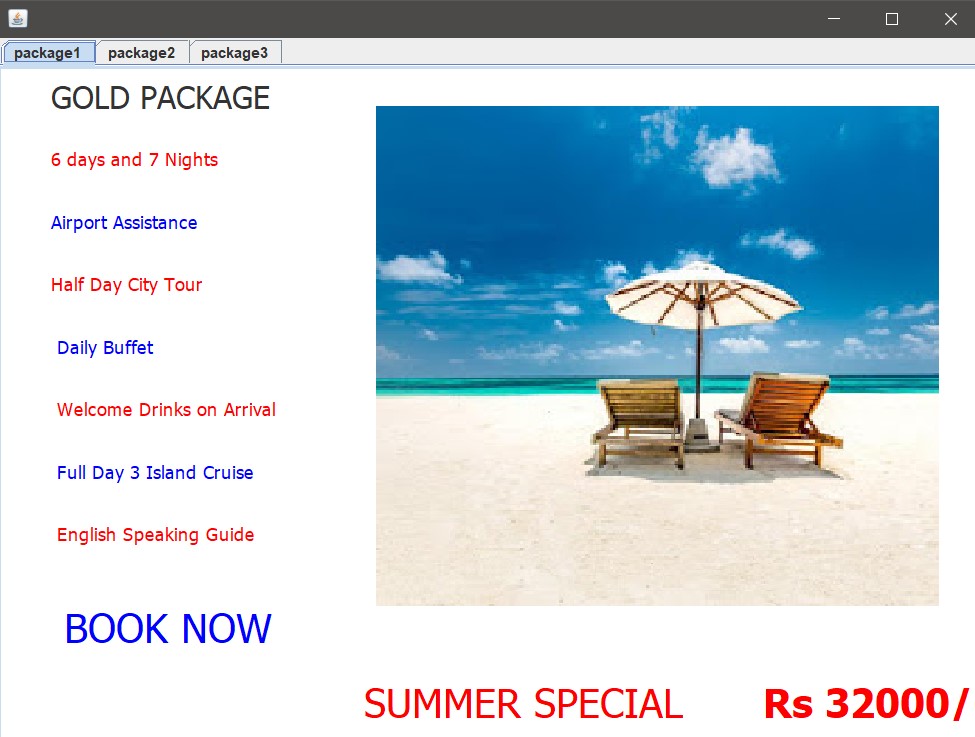 package1 package2 package3
GOLD PACKAGE
6 days and 7 Nights
Airport Assistance
Half Day City Tour
Daily Buffet
Welcome Drinks on Arrival
Full Day 3 Island Cruise
English Speaking Guide
BOOK NOW
SUMMER SPECIAL Rs 32000/